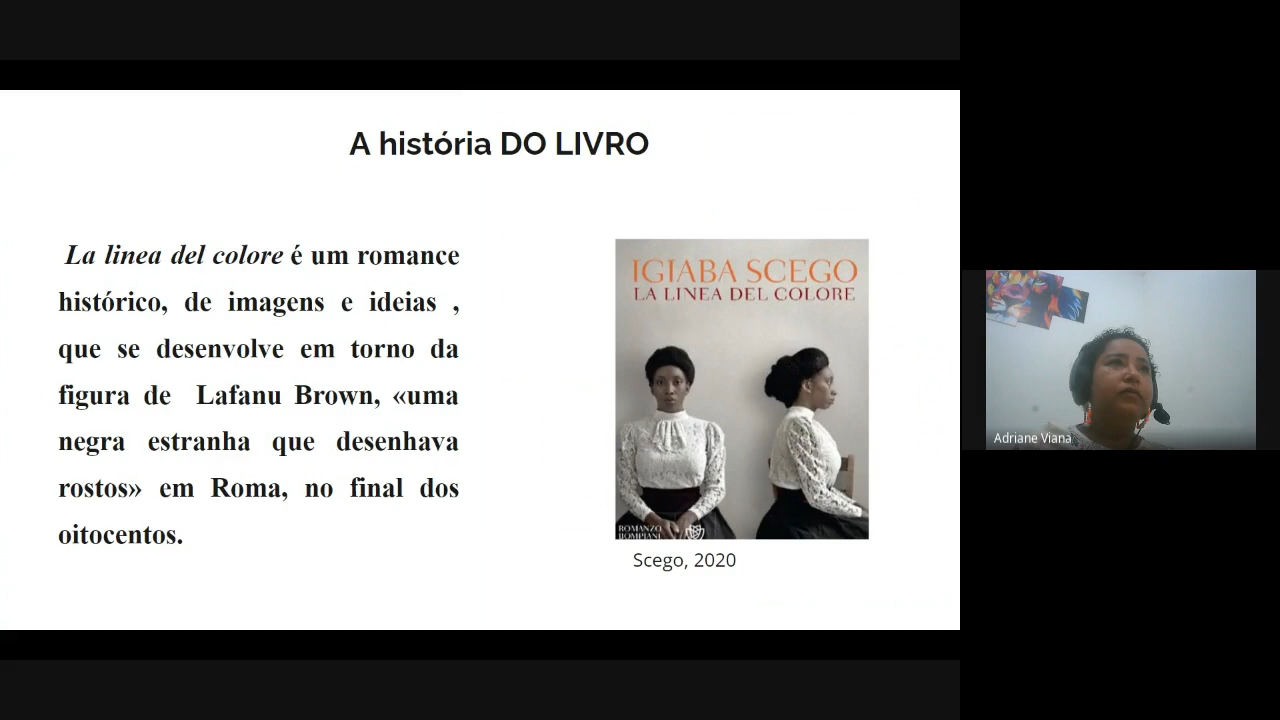 A história DO LIVRO
La linea del colore é um romance
histórico, de imagens e ideias ,
que se desenvolve em torno da
figura de Lafanu Brown, «uma
negra estranha que desenhava
rostos» em Roma, no final dos
oitocentos.
IGIABA SCEGO
LA LINEA DEL COLORE
ROMANZO
BOMPIANI
Scego, 2020
Adriane Viana